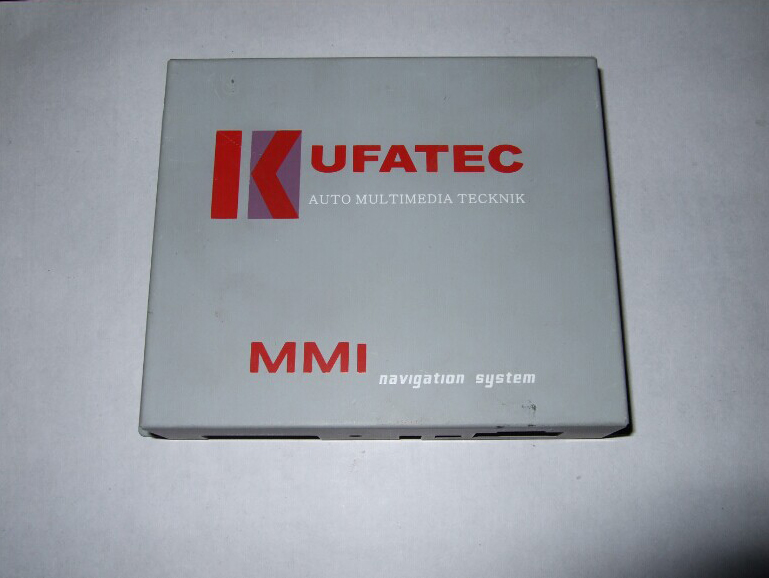 KUFATEC
AUTO MULTIMEDIA TECKNIK
MMI navigation system